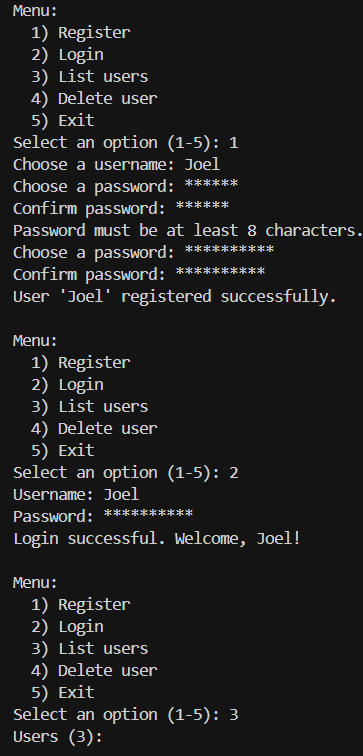 Menu:
  1) Register
  2) Login
  3) List users
  4) Delete user
  5) Exit
Select an option (1-5): 1
Choose a username: Joel
Choose a password: ******
Confirm password: ******
Password must be at least 8 characters.
Choose a password: **********
Confirm password: **********
User 'Joel' registered successfully.

Menu:
  1) Register
  2) Login
  3) List users
  4) Delete user
  5) Exit
Select an option (1-5): 2
Username: Joel
Password: **********
Login successful. Welcome, Joel!

Menu:
  1) Register
  2) Login
  3) List users
  4) Delete user
  5) Exit
Select an option (1-5): 3
Users (3):